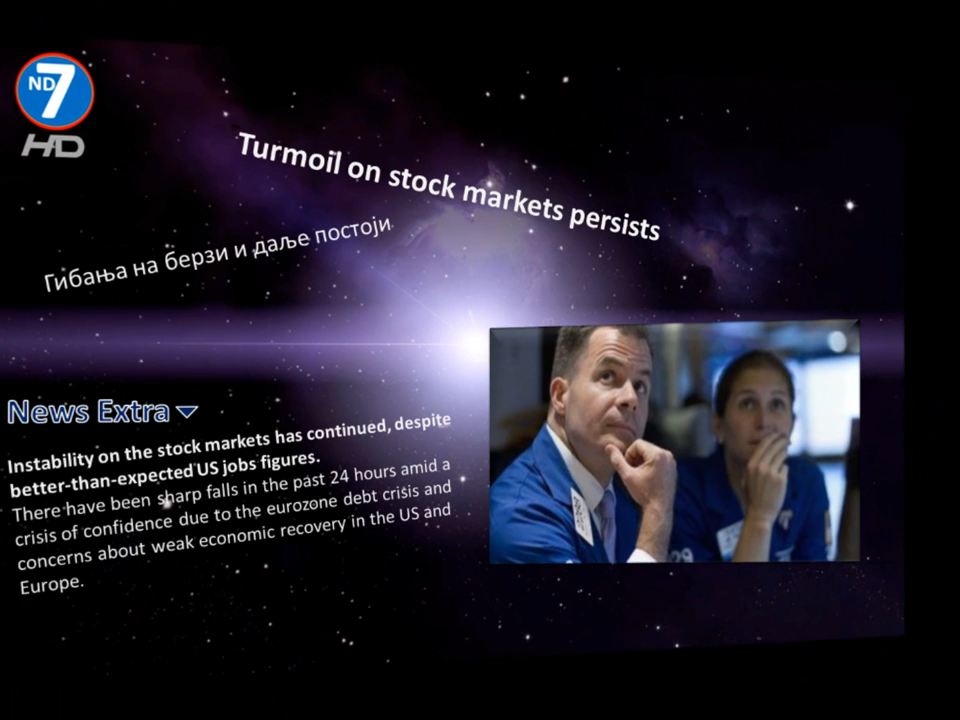 ND
7
HD
Turmoil on stock markets persists
Гибања на берзи и даље постоји
News Extra
Instability on the stock markets has continued, despite
better-than-expected US jobs figures.
There have been sharp falls in the past 24 hours amid a
crisis of confidence due to the eurozone debt crisis and
concerns about weak economic recovery in the US and
Europe.